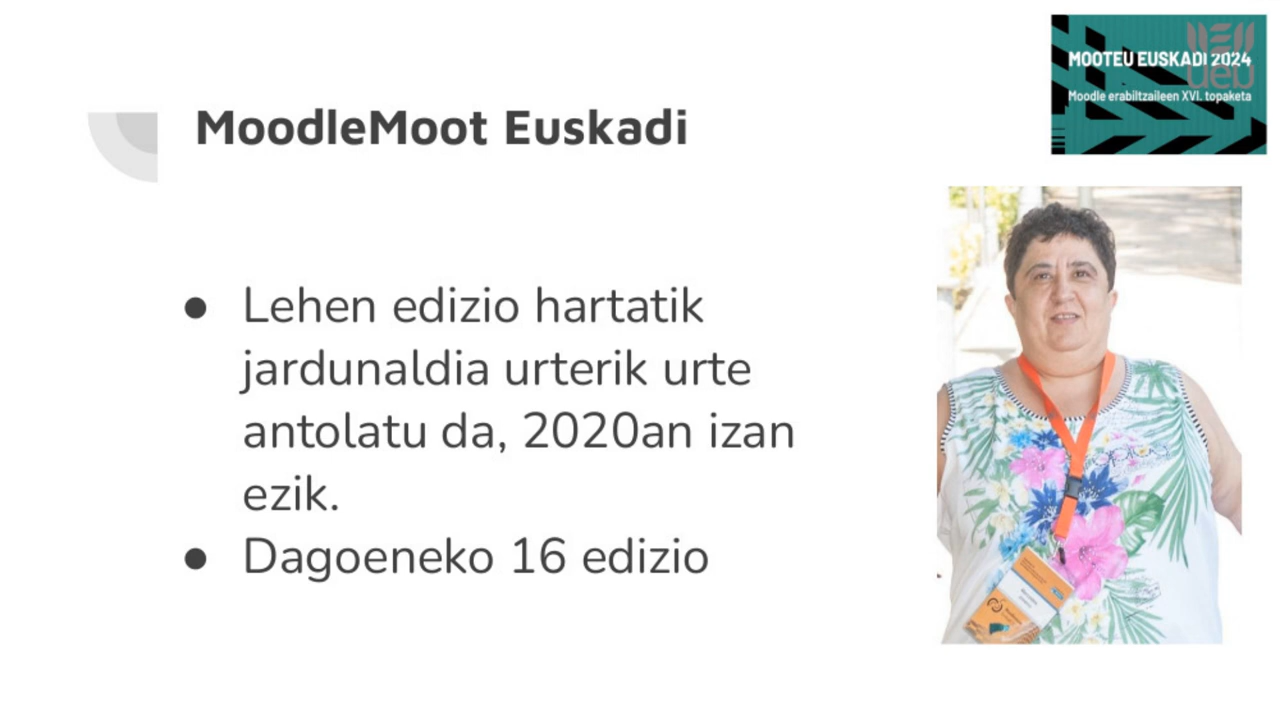 MOOTEU EUSKADI 2024
Moodle erabiltzaileen XVI. topaketa
ueu
MoodleMoot Euskadi
● Lehen edizio hartatik
jardunaldia urterik urte
antolatu da, 2020an izan
ezik.
● Dagoeneko 16 edizio